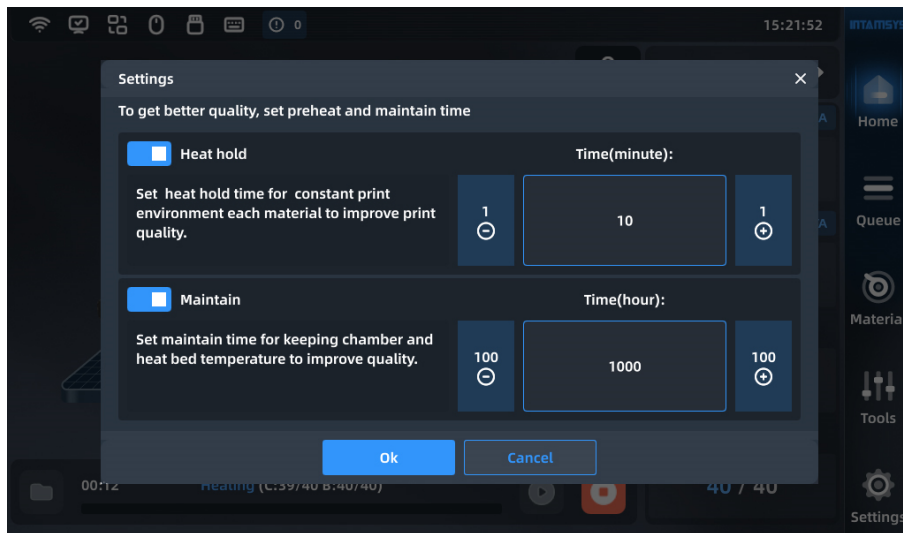 0
15:21:52
INTAMSYS
Settings
To get better quality, set preheat and maintain time
Heat hold
Time(minute):
Set heat hold time for constant print
environment each material to improve print
quality.
1
10
1
Maintain
Time(hour):
Set maintain time for keeping chamber and
heat bed temperature to improve quality.
100
1000
100
Ok
Cancel
00:12
Heating (C:39/40 B:40/40)
40 / 40
A
A
Home
Queue
Materia
Tools
Settings